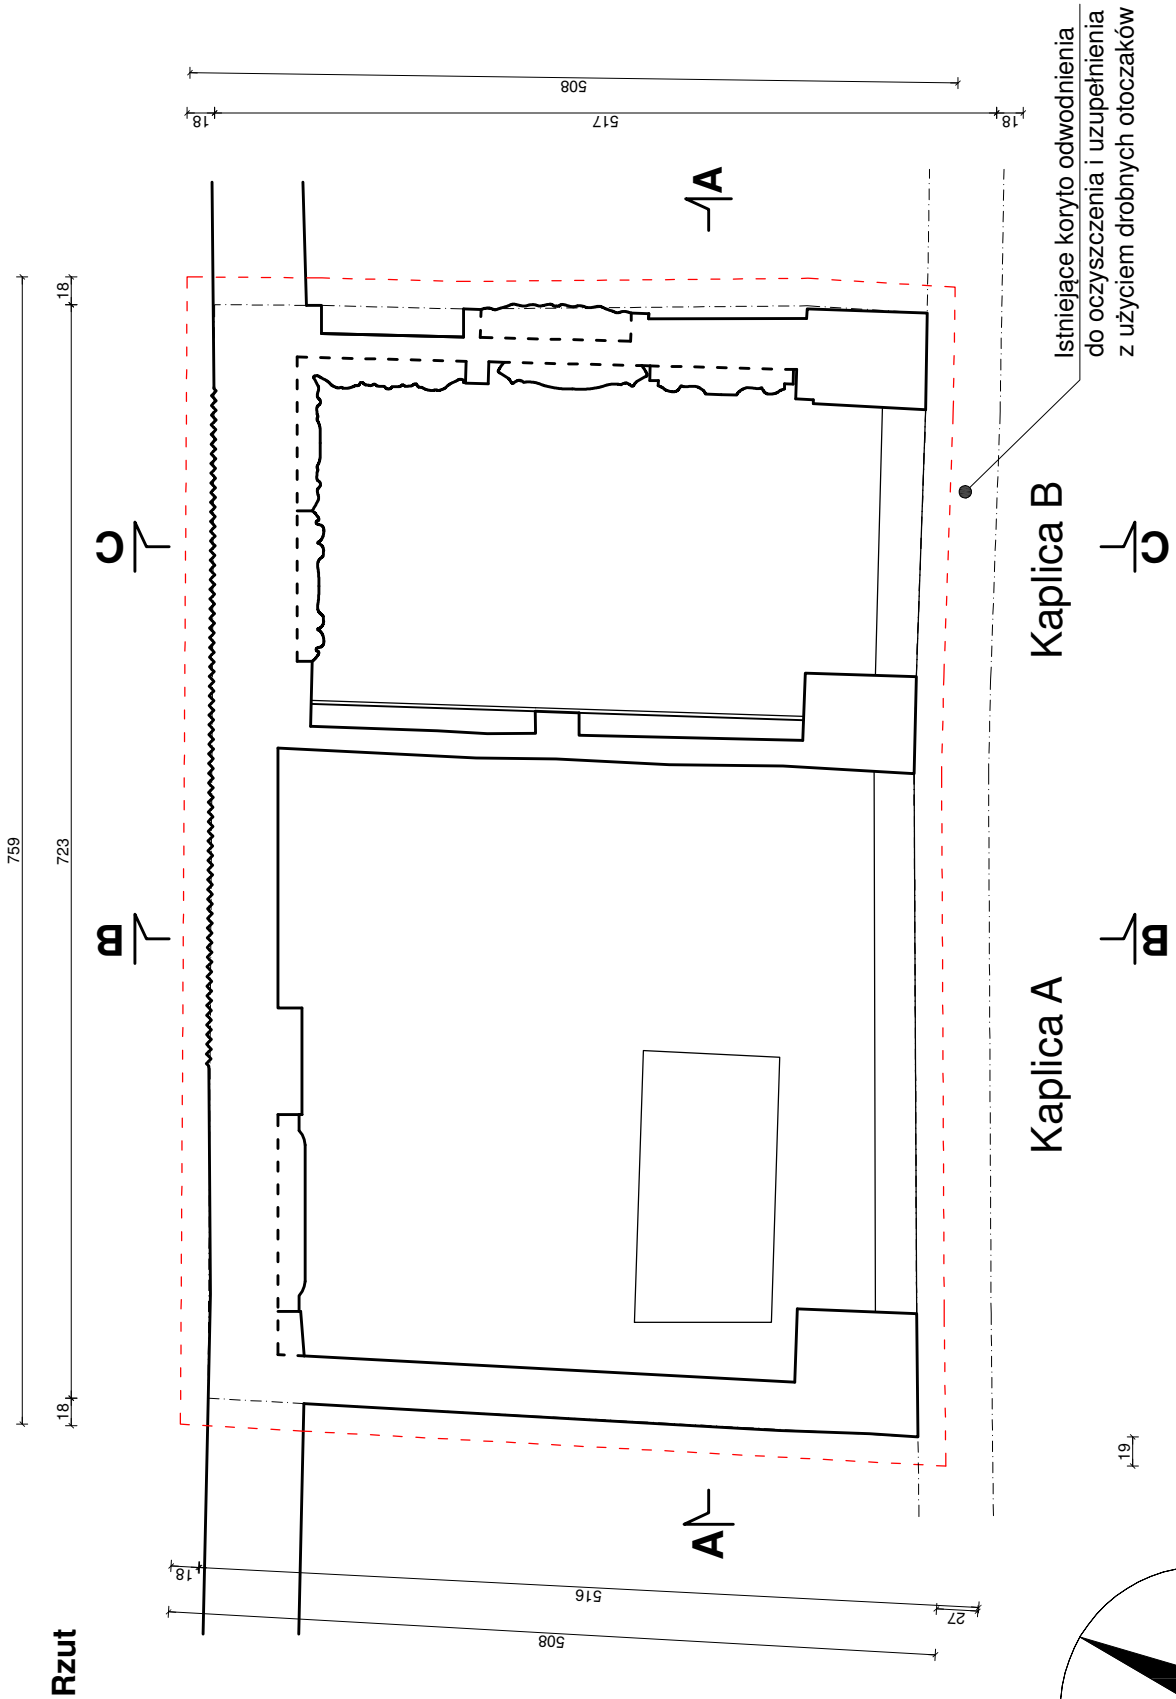 Rzut
759
18
723
18
508
18
517
18
A
C
B
Istniejące koryto odwodnienia
do oczyszczenia i uzupełnienia
z użyciem drobnych otoczaków
Kaplica B
C
Kaplica A
B
A
19
18
516
27
508